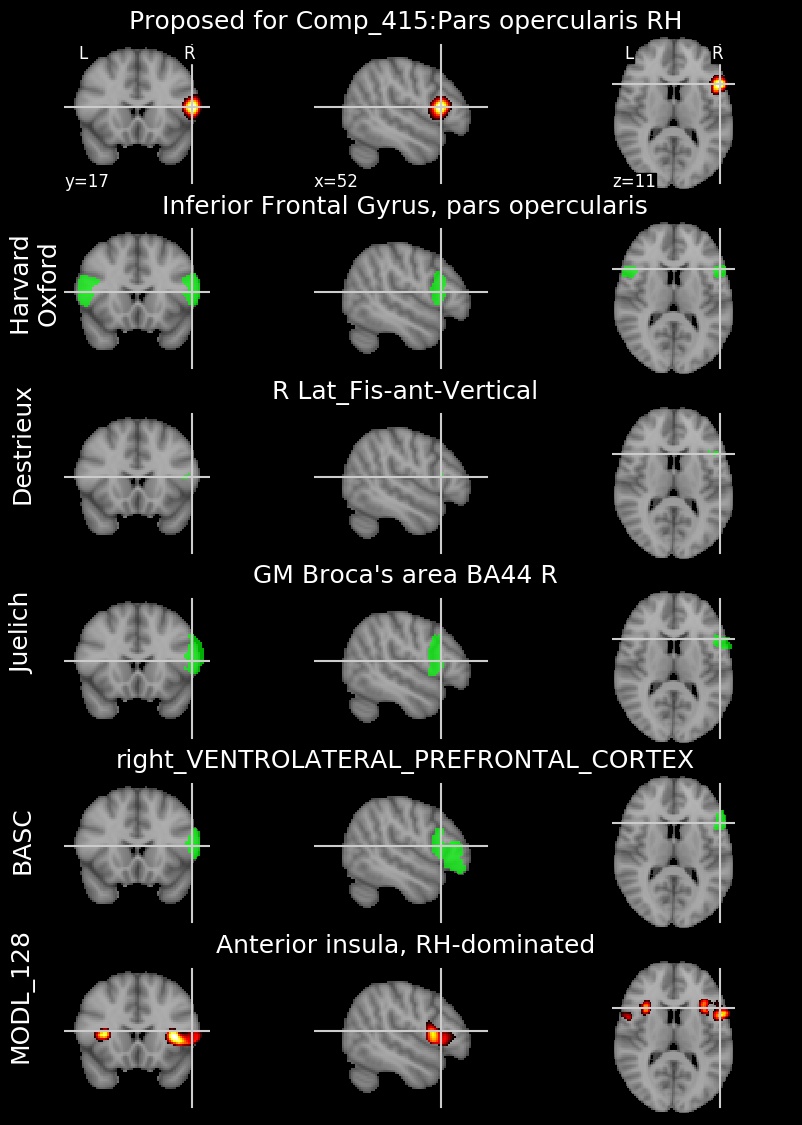 Proposed for Comp_415:Pars opercularis RH
L R
L R
y=17
x=52
z=11
Inferior Frontal Gyrus, pars opercularis
Harvard
Oxford
R Lat_Fis-ant-Vertical
Destrieux
GM Broca's area BA44 R
Juelich
right_VENTROLATERAL_PREFRONTAL_CORTEX
BASC
Anterior insula, RH-dominated
MODL_128